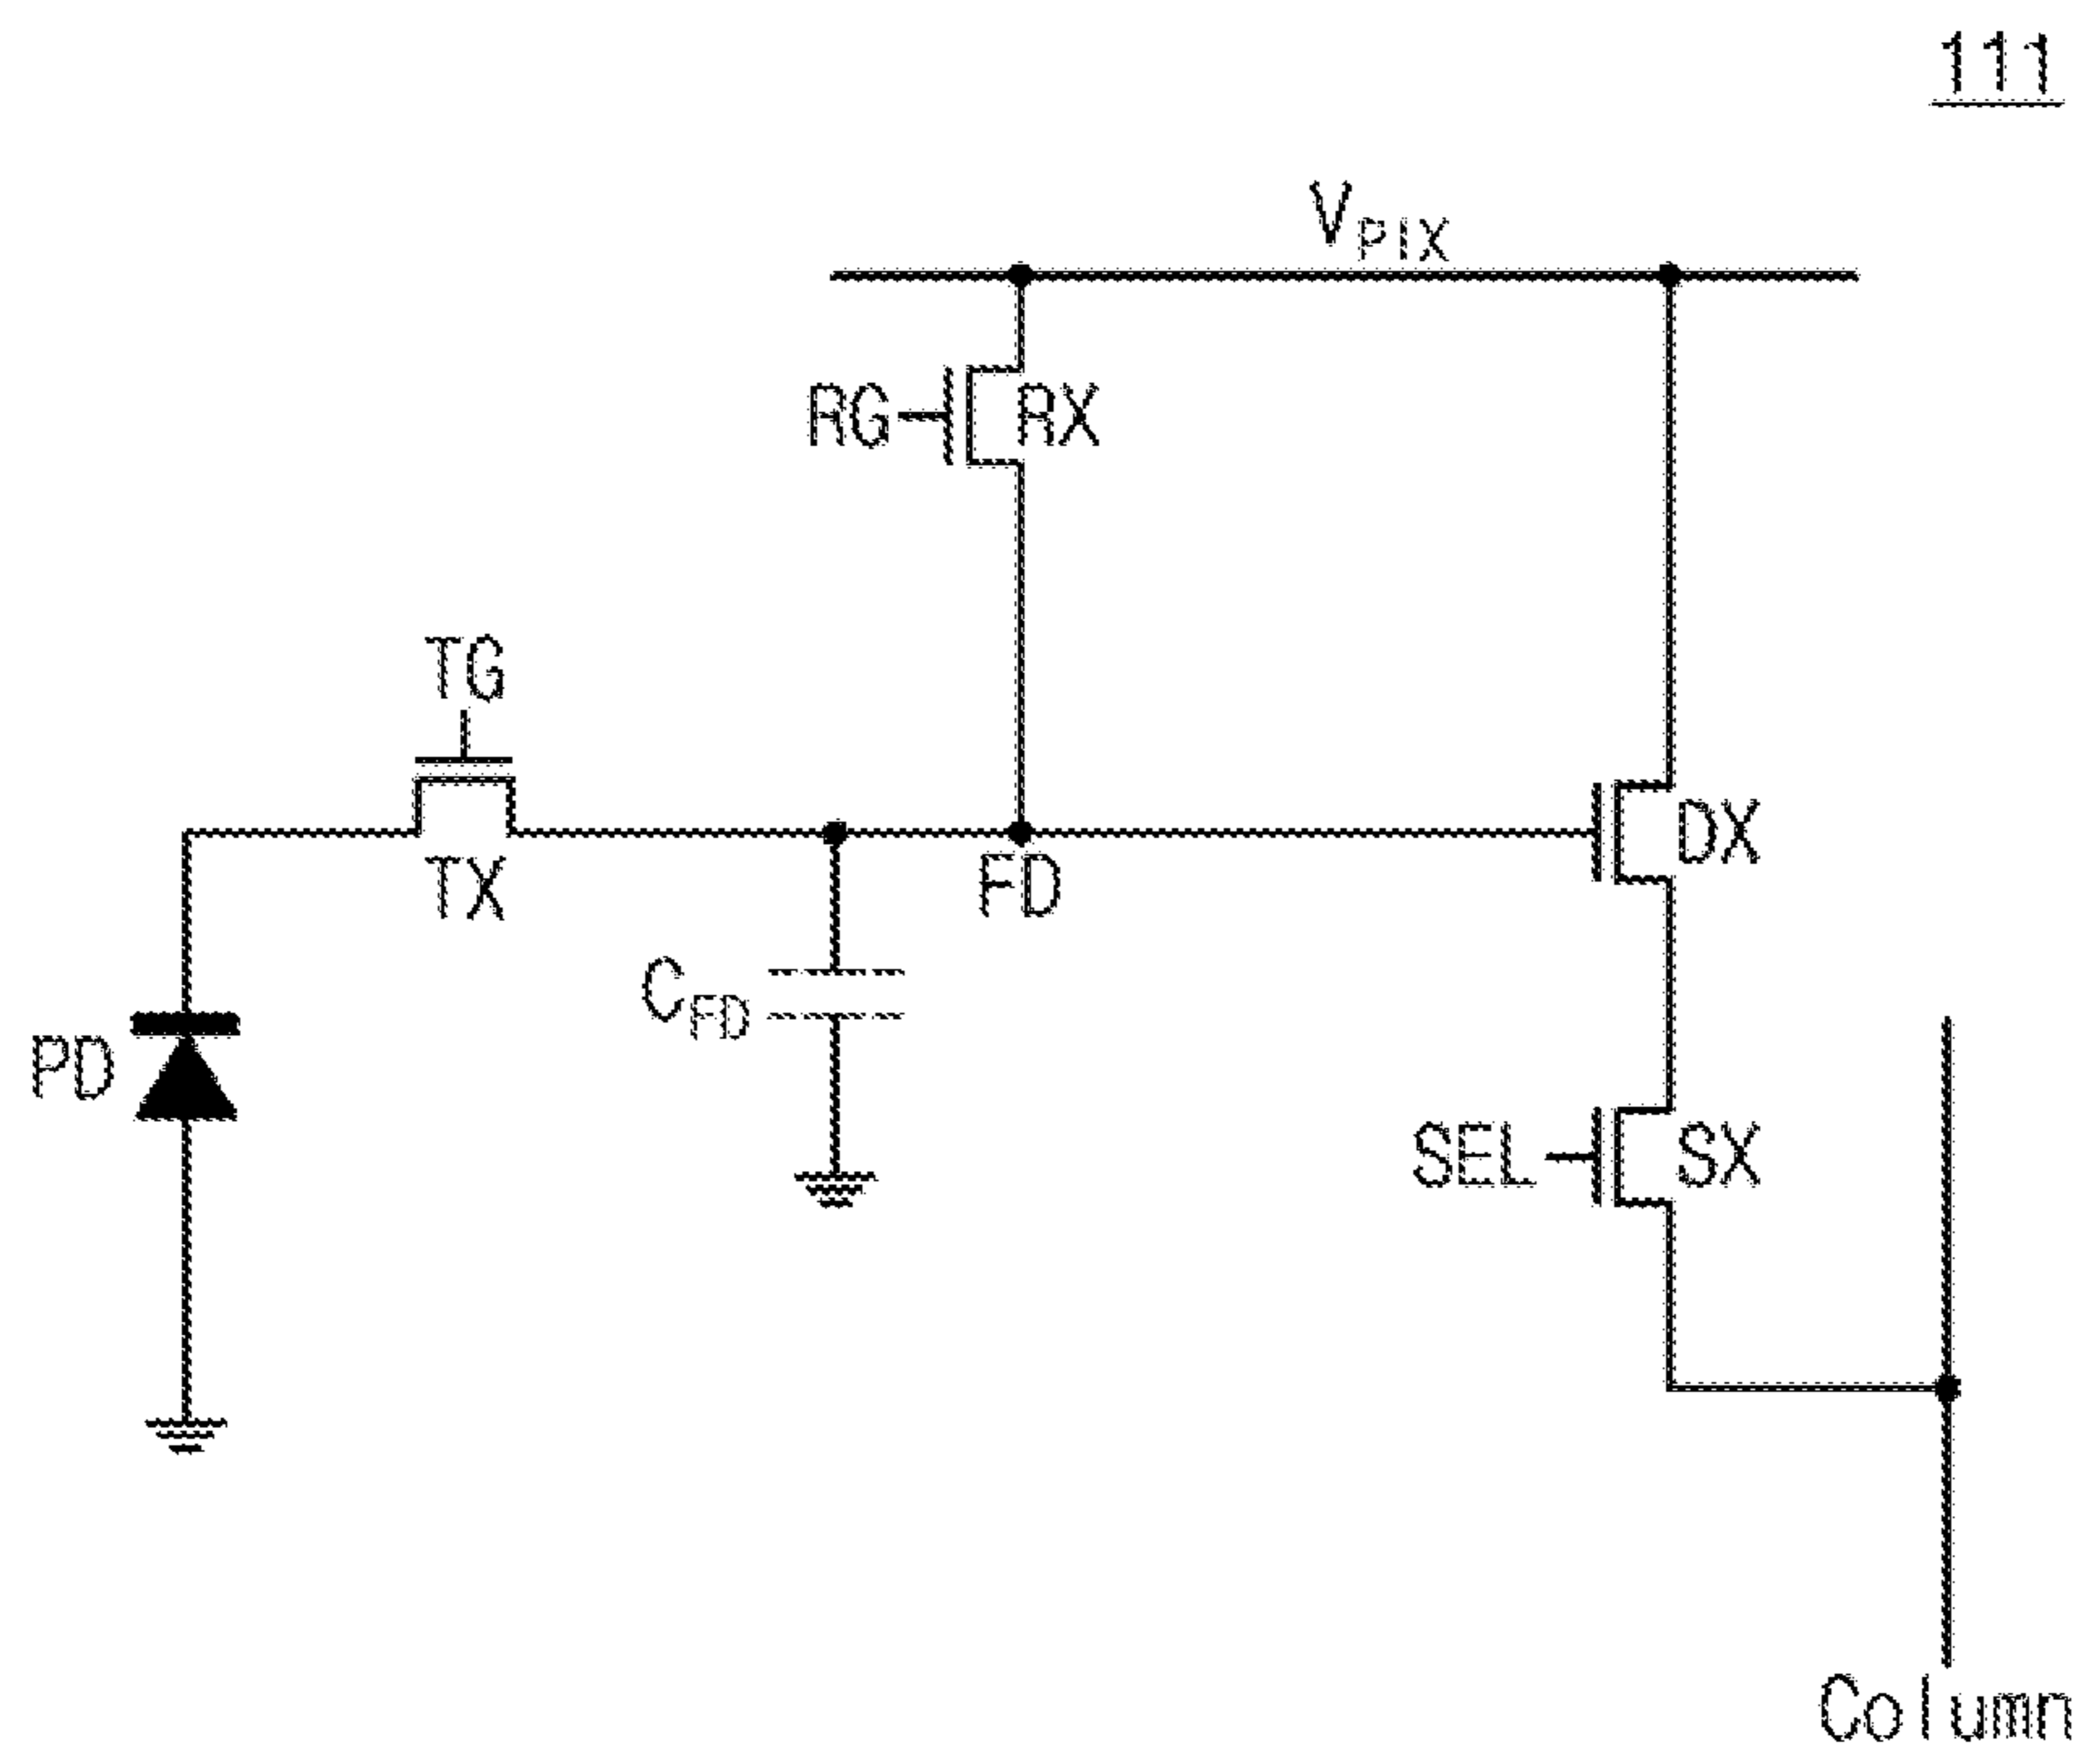 111
VPIX
RG
RX
TG
TX
FD
DX
CFD
PD
SEL
SX
Column